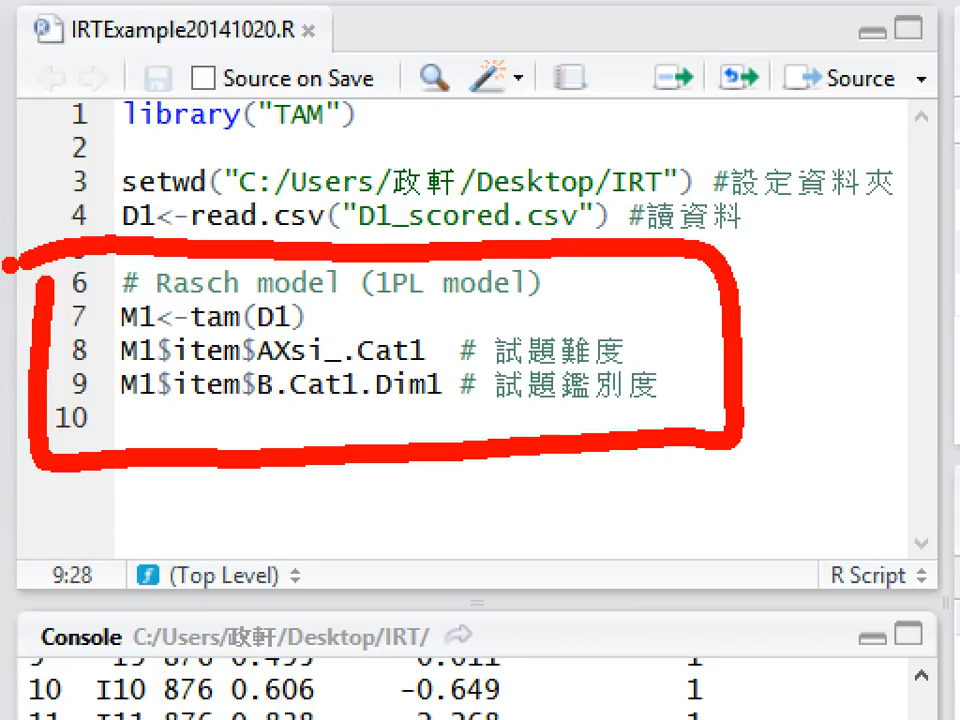 IRTExample20141020.R
Source on Save
Source
1 library("TAM")
2
3 setwd("C:/Users/政軒/Desktop/IRT") #設定資料夾
4 D1<-read.csv("D1_scored.csv") #讀資料
6 # Rasch model (1PL model)
7 M1<-tam(D1)
8 M1$item$AXsi_.Cat1 # 試題難度
9 M1$item$B.Cat1.Dim1 # 試題鑑別度
10
9:28 (Top Level) R Script
Console C:/Users/政軒/Desktop/IRT/
10 I10 876 0.606 -0.649 1